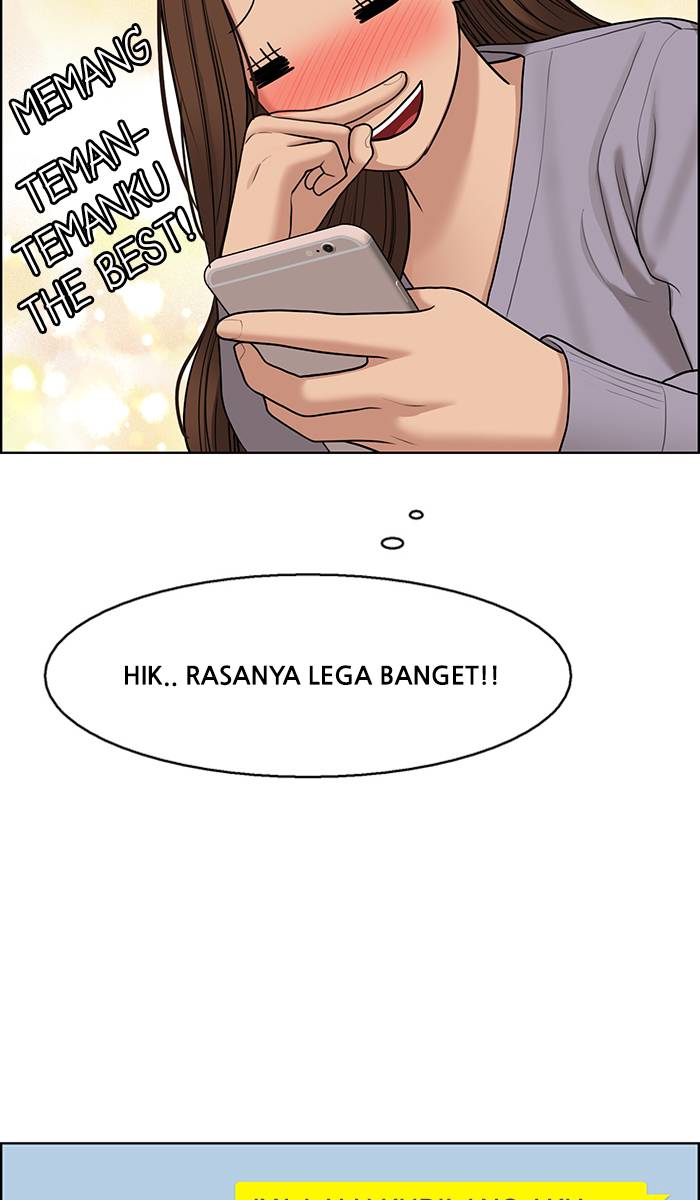 MEMANG
TEMAN-
TEMANKU
THE BEST!
HIK.. RASANYA LEGA BANGET!!